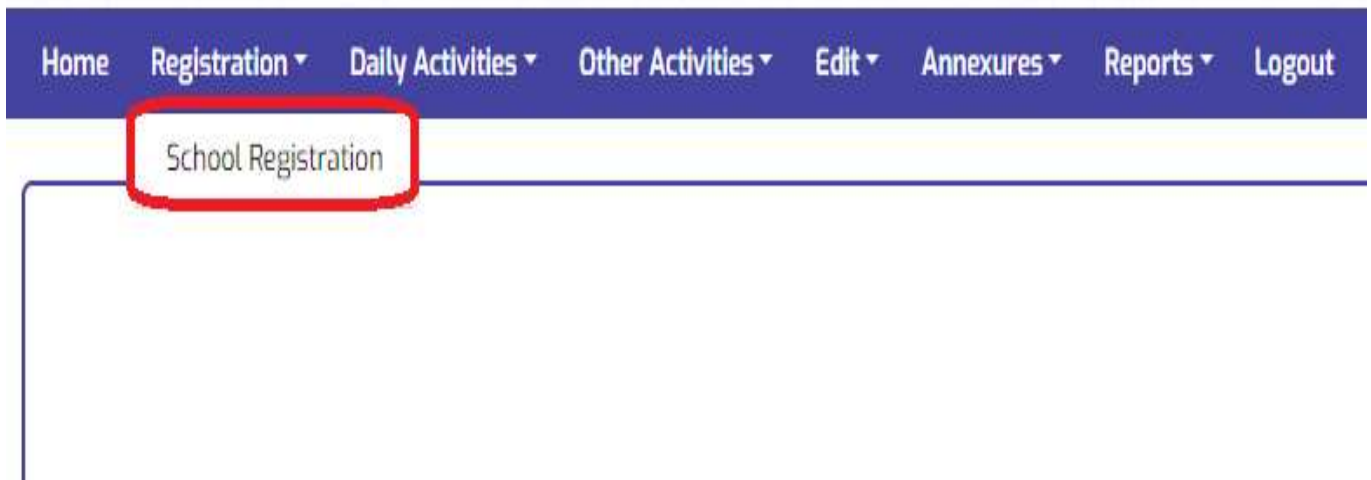 Home Registration Daily Activities Other Activities Edit Annexures Reports Logout
School Registration